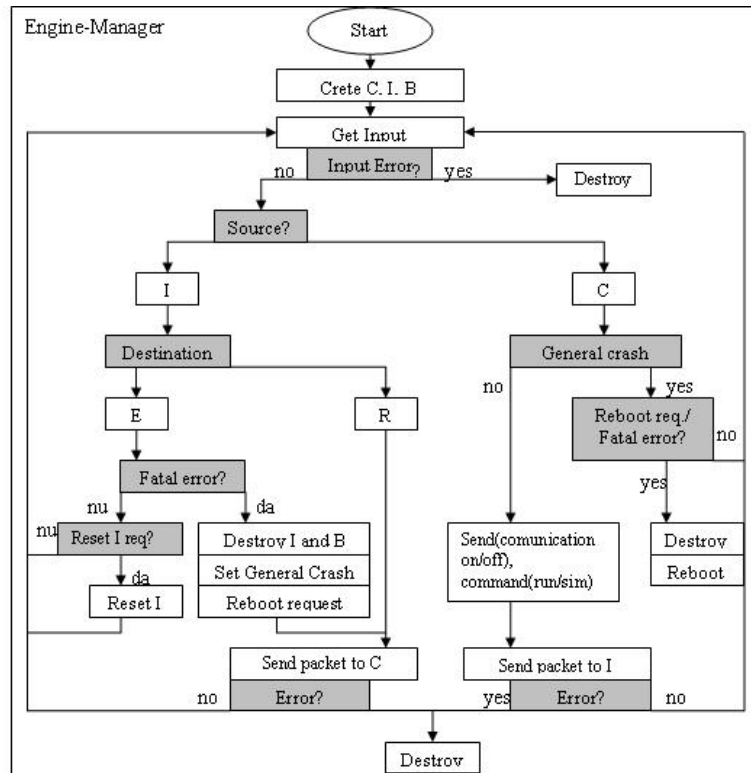 Engine-Manager
Start
Crete C. I. B
Get Input
Input Error?
no
yes
Destroy
Source?
I
C
Destination
General crash
no
yes
E
R
Reboot req./
Fatal error?
no
yes
Fatal error?
nu
da
nu
Reset I req?
da
Reset I
Destroy I and B
Set General Crash
Reboot request
Send(comunication
on/off),
command(run/sim)
Destroy
Reboot
Send packet to C
Error?
no
Send packet to I
Error?
yes
no
Destroy